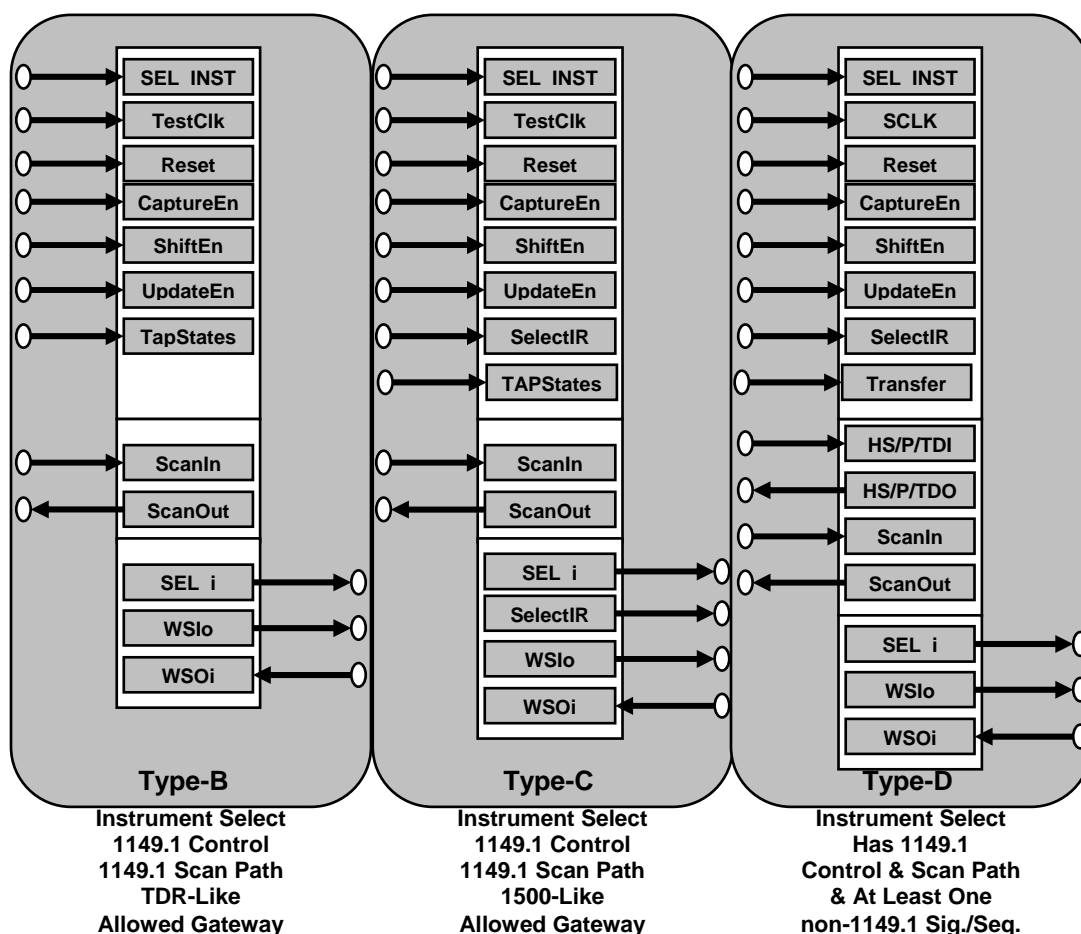 SEL INST
TestClk
Reset
CaptureEn
ShiftEn
UpdateEn
TapStates
ScanIn
ScanOut
SEL i
WSIo
WSOi
Type-B
Instrument Select
1149.1 Control
1149.1 Scan Path
TDR-Like
Allowed Gateway
SEL INST
TestClk
Reset
CaptureEn
ShiftEn
UpdateEn
SelectIR
TAPStates
ScanIn
ScanOut
SEL i
SelectIR
WSIo
WSOi
Type-C
Instrument Select
1149.1 Control
1149.1 Scan Path
1500-Like
Allowed Gateway
SEL INST
SCLK
Reset
CaptureEn
ShiftEn
UpdateEn
SelectIR
Transfer
HS/P/TDI
HS/P/TDO
ScanIn
ScanOut
SEL i
WSIo
WSOi
Type-D
Instrument Select
Has 1149.1
Control & Scan Path
& At Least One
non-1149.1 Sig./Seq.